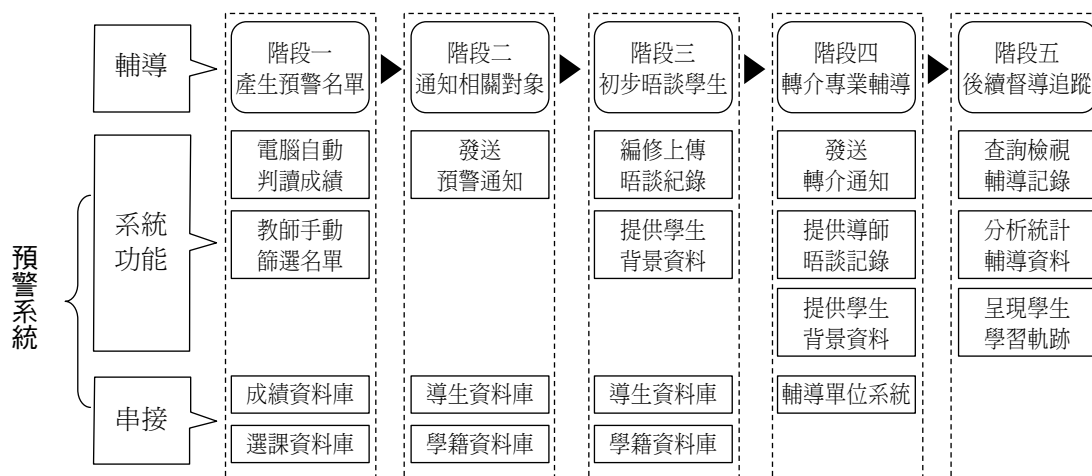 輔導
階段一
產生預警名單
階段二
通知相關對象
階段三
初步晤談學生
階段四
轉介專業輔導
階段五
後續督導追蹤
預警系統
系統
功能
電腦自動
判讀成績
教師手動
篩選名單
發送
預警通知
編修上傳
晤談紀錄
提供學生
背景資料
發送
轉介通知
提供導師
晤談記錄
提供學生
背景資料
查詢檢視
輔導記錄
分析統計
輔導資料
呈現學生
學習軌跡
串接
成績資料庫
選課資料庫
導生資料庫
學籍資料庫
導生資料庫
學籍資料庫
輔導單位系統